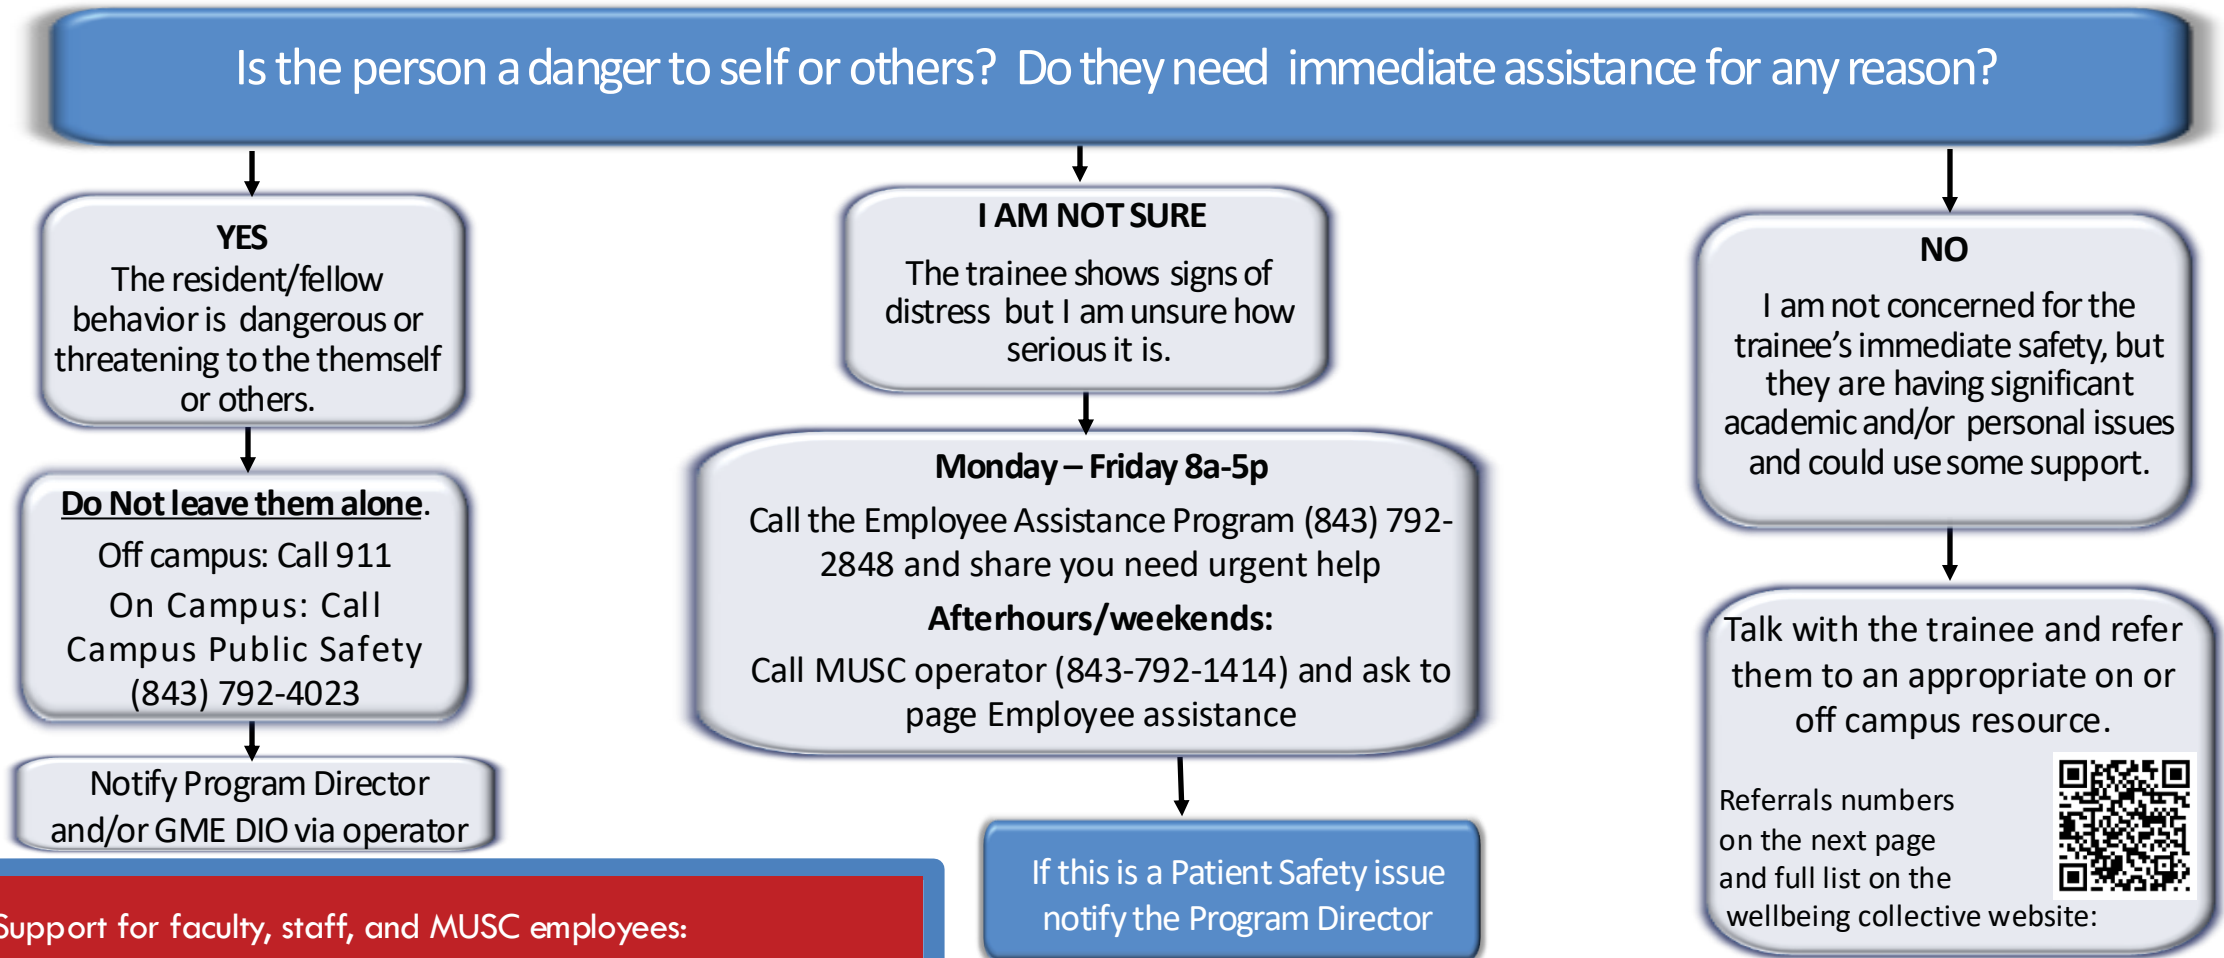 Is the person a danger to self or others? Do they need immediate assistance for any reason?
YES
The resident/fellow
behavior is dangerous or
threatening to the themself
or others.
Do Not leave them alone.
Off campus: Call 911
On Campus: Call
Campus Public Safety
(843) 792-4023
Notify Program Director
and/or GME DIO via operator
I AM NOT SURE
The trainee shows signs of
distress but I am unsure how
serious it is.
Monday – Friday 8a-5p
Call the Employee Assistance Program (843) 792-
2848 and share you need urgent help
Afterhours/weekends:
Call MUSC operator (843-792-1414) and ask to
page Employee assistance
If this is a Patient Safety issue
notify the Program Director
NO
I am not concerned for the
trainee’s immediate safety, but
they are having significant
academic and/or personal issues
and could use some support.
Talk with the trainee and refer
them to an appropriate on or
off campus resource.
Referrals numbers
on the next page
and full list on the
wellbeing collective website:
Support for faculty, staff, and MUSC employees: